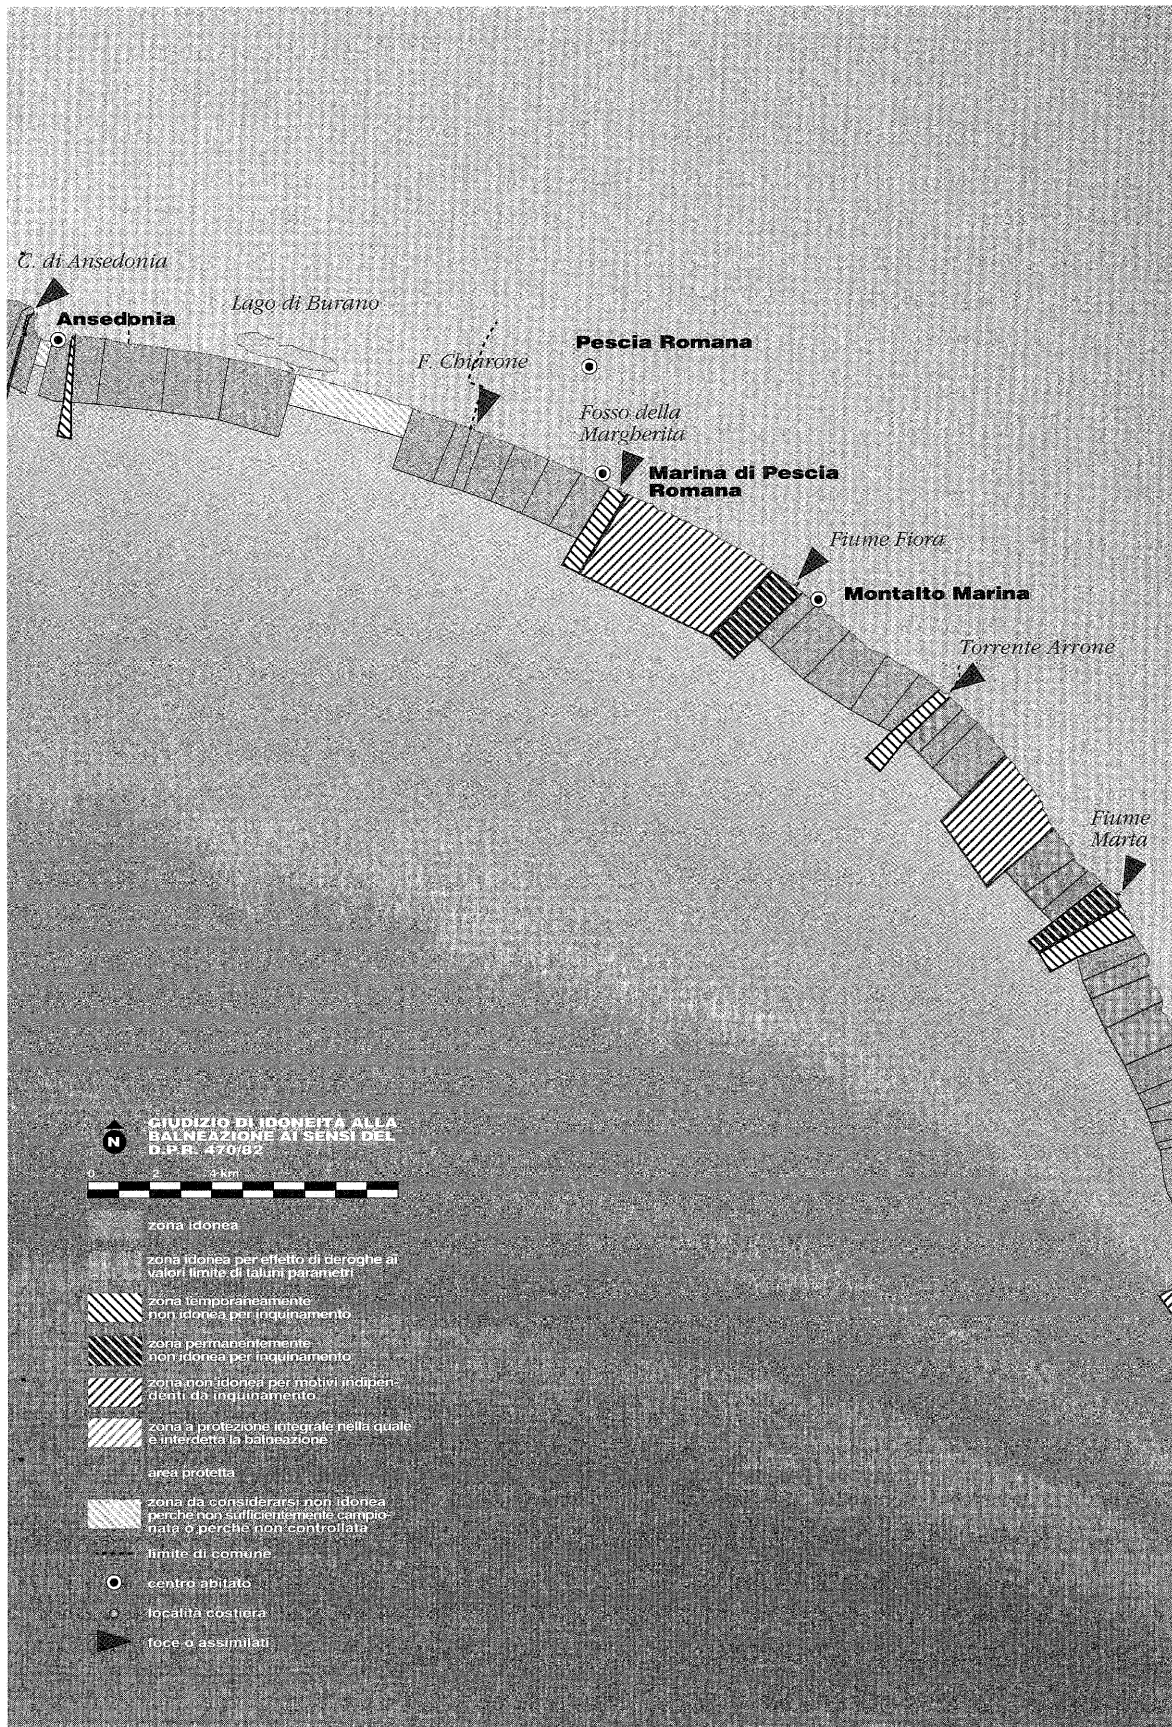 C. di Ansedonia
Ansedonia
Lago di Burano
F. Chiarone
Pescia Romana
Fosso della
Margherita
Marina di Pescia
Romana
Fiume Fiora
Montalto Marina
Torrente Arrone
Fiume
Marta
N
GIUDIZIO DI IDONEITÀ ALLA
BALNEAZIONE AI SENSI DEL
D.P.R. 470/82
0 2 4 km
zona idonea
zona idonea per effetto di deroghe ai
valori limite di taluni parametri
zona temporaneamente
non idonea per inquinamento
zona permanentemente
non idonea per inquinamento
zona non idonea per motivi indipen-
denti da inquinamento
zona a protezione integrale nella quale
è interdetta la balneazione
area protetta
zona da considerarsi non idonea
perche non sufficientemente campio-
nata o perche non controllata
limite di comune
centro abitato
località costiera
foce o assimilati